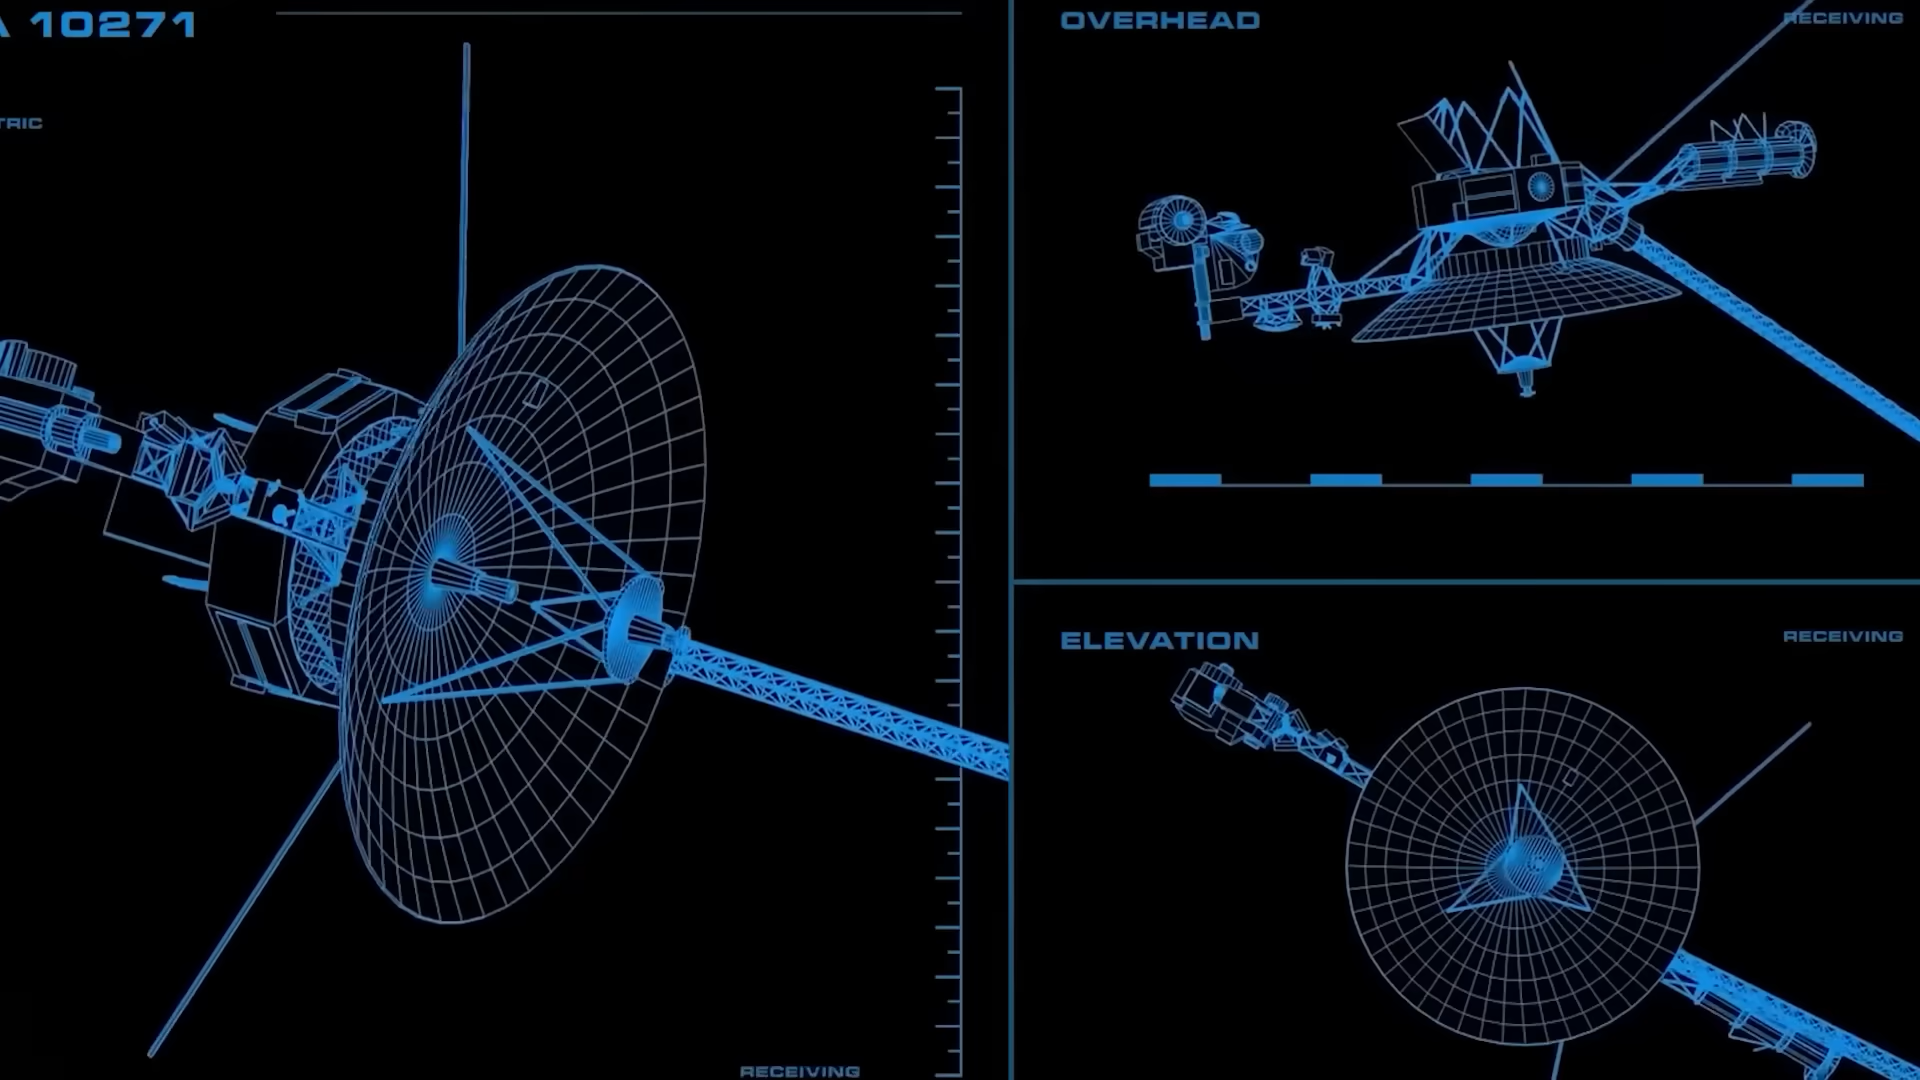 A 10271
TRIC
RECEIVING
OVERHEAD
RECEIVING
ELEVATION
RECEIVING